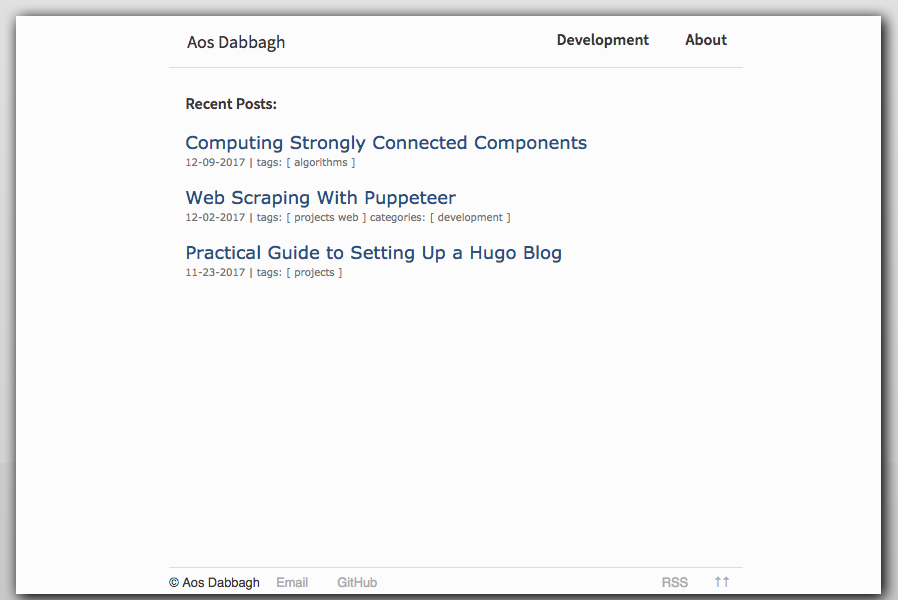 Aos Dabbagh Development About
Recent Posts:
Computing Strongly Connected Components
12-09-2017 | tags: [ algorithms ]
Web Scraping With Puppeteer
12-02-2017 | tags: [ projects web ] categories: [ development ]
Practical Guide to Setting Up a Hugo Blog
11-23-2017 | tags: [ projects ]
© Aos Dabbagh Email GitHub RSS ↑↑